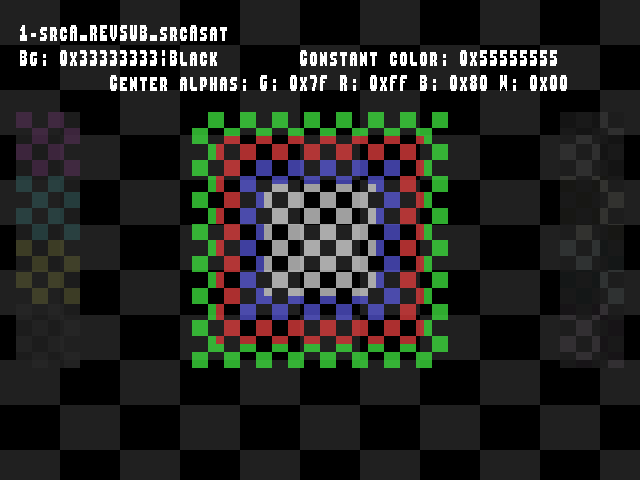 1-srcA_REVSUB_srcAsat
Bg: 0x33333333;Black Constant color: 0x55555555
Center alphas: G: 0x7f R: 0xff B: 0x80 W: 0x00